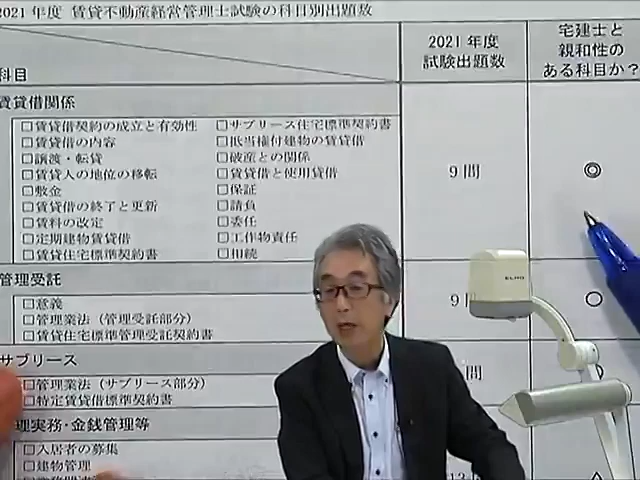 2021年度 賃貸不動産経営管理士試験の科目別出題数
科目
2021年度
試験出題数
宅建士と
親和性の
ある科目か?
賃貸借関係
□賃貸借契約の成立と有効性
□賃貸借の内容
□譲渡・転貸
□賃貸人の地位の移転
□敷金
□賃貸借の終了と更新
□賃料の改定
□定期建物賃貸借
□賃貸住宅標準契約書
□サブリース住宅標準契約書
□抵当権付建物の賃貸借
□破産との関係
□賃貸借と使用貸借
□保証
□請負
□委任
□工作物責任
□相続
9問
◎
管理受託
□意義
□管理業法(管理受託部分)
□賃貸住宅標準管理受託契約書
9
○
サブリース
□管理業法(サブリース部分)
□特定賃貸借標準契約書
問
理実務・金銭管理等
□入居者の募集
□建物管理
ELMO